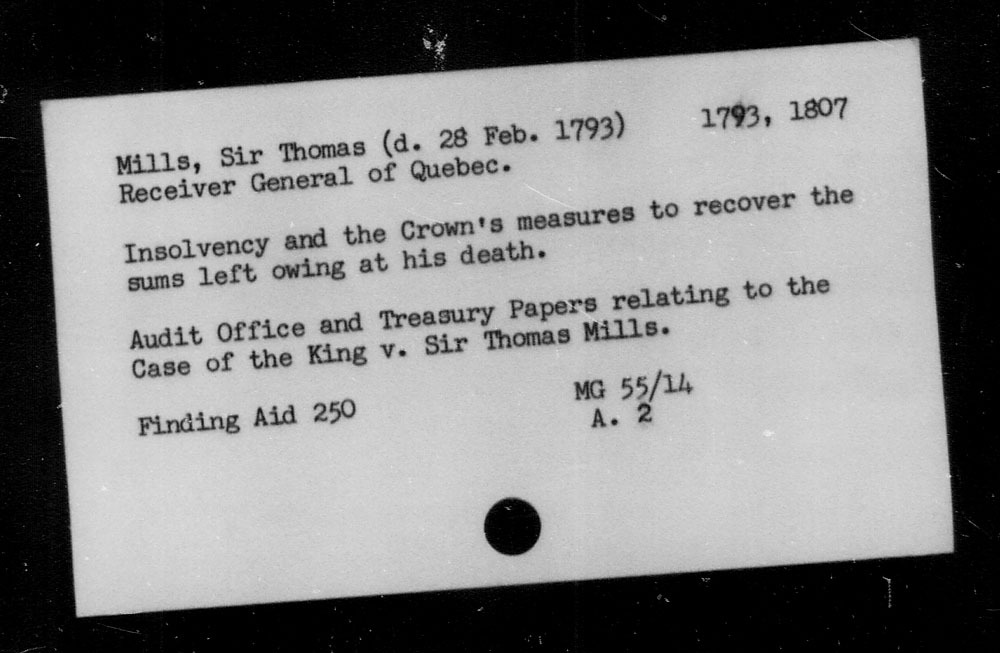 Mills, Sir Thomas (d. 28 Feb. 1793) 1793, 1807
Receiver General of Quebec.
Insolvency and the Crown's measures to recover the
sums left owing at his death.
Audit Office and Treasury Papers relating to the
Case of the King v. Sir Thomas Mills.
Finding Aid 250 MG 55/14
A. 2